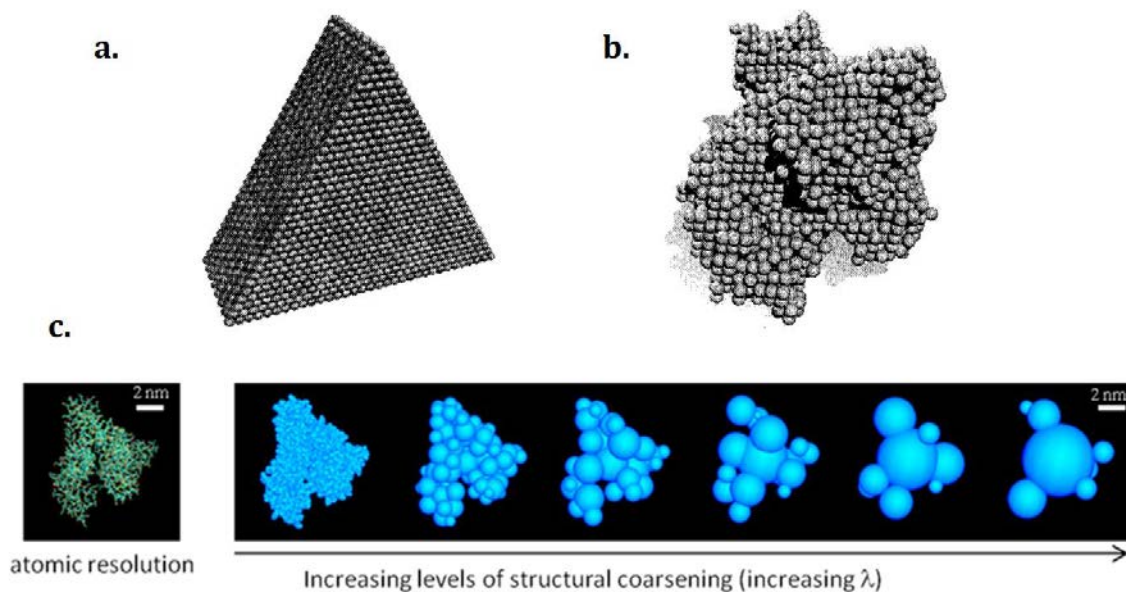 a.
b.
c.
2 nm
2 nm
atomic resolution
Increasing levels of structural coarsening (increasing λ)